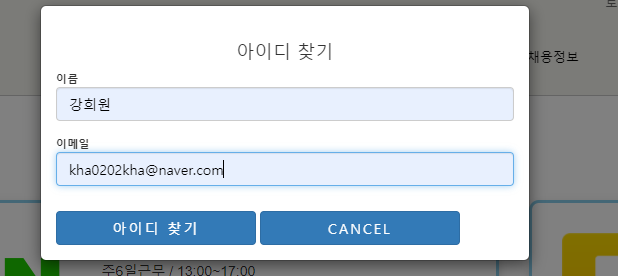 아이디 찾기
채용정보
이름
강희원
이메일
kha0202kha@naver.com
아이디 찾기 CANCEL
주6일근무 / 13:00~17:00